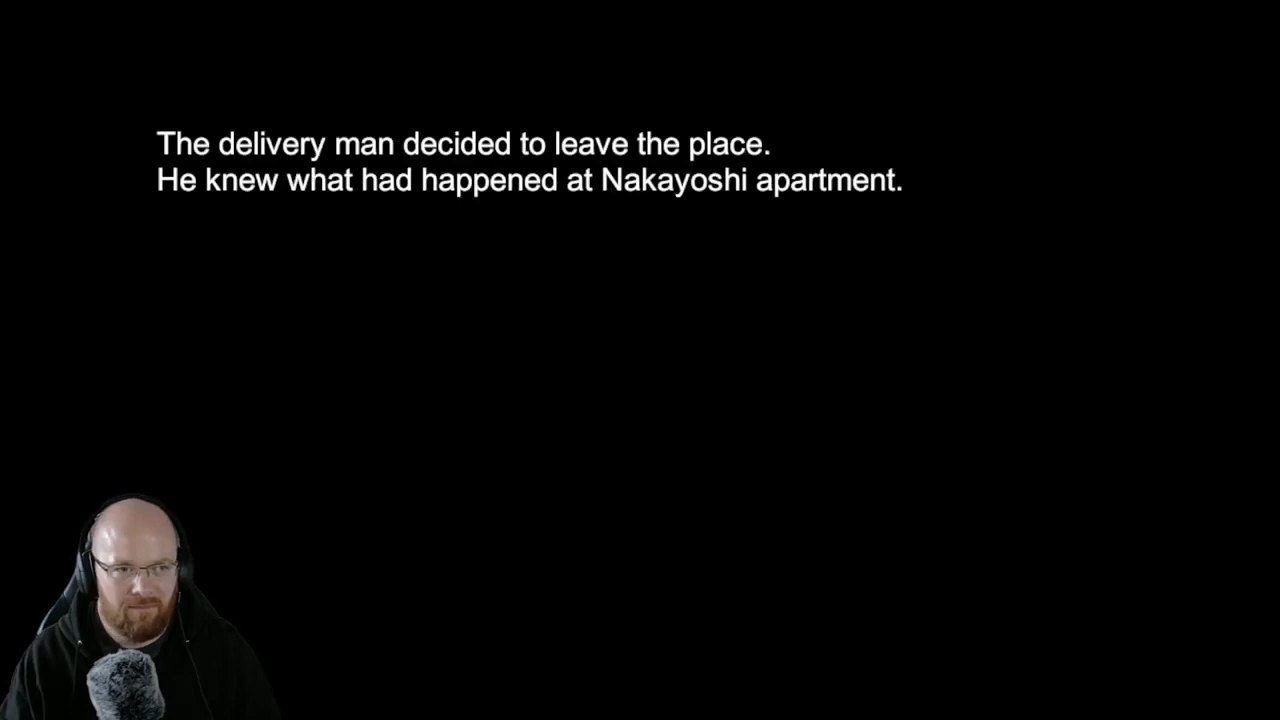 The delivery man decided to leave the place.
He knew what had happened at Nakayoshi apartment.